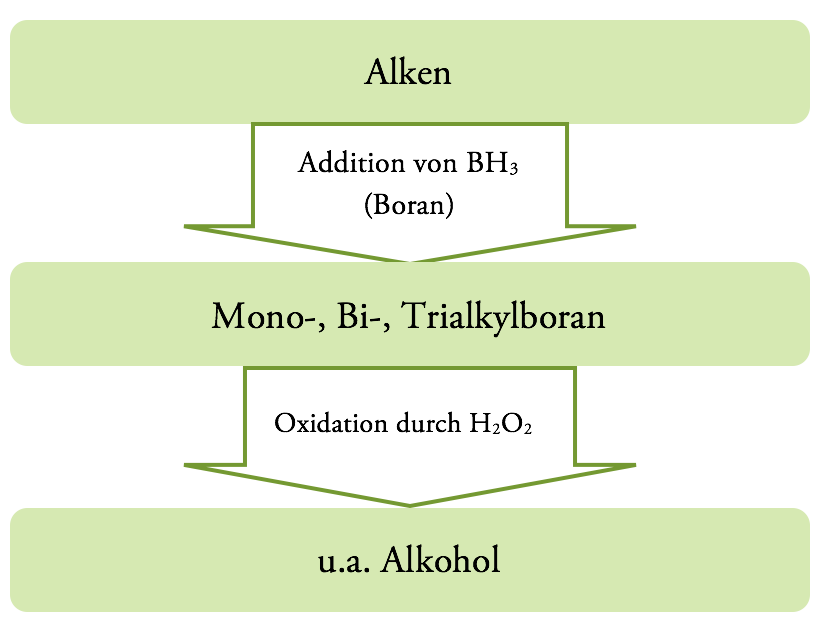 Alken
Addition von BH₃
(Boran)
Mono-, Bi-, Trialkylboran
Oxidation durch H₂O₂
u.a. Alkohol